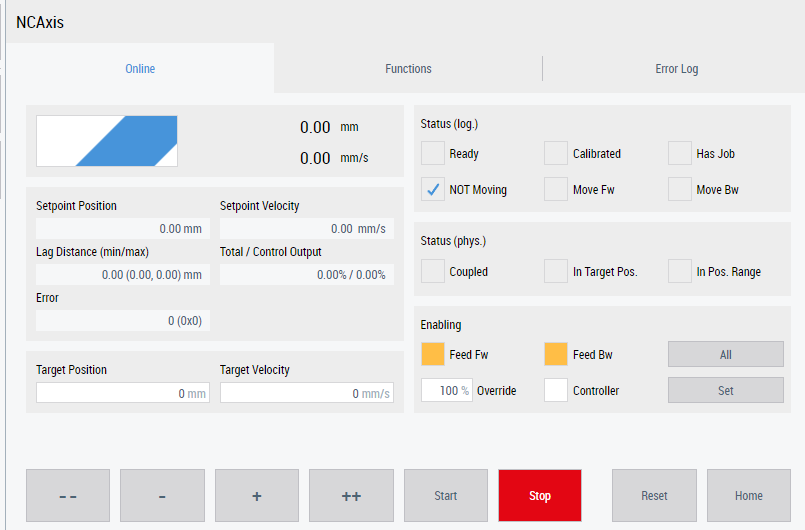 NCAxis
Online Functions Error Log
0.00 mm
0.00 mm/s
Setpoint Position Setpoint Velocity
0.00 mm 0.00 mm/s
Lag Distance (min/max) Total / Control Output
0.00 (0.00, 0.00) mm 0.00% / 0.00%
Error
0 (0x0)
Target Position Target Velocity
0 mm 0 mm/s
Status (log.)
Ready Calibrated Has Job
NOT Moving Move Fw Move Bw
Status (phys.)
Coupled In Target Pos. In Pos. Range
Enabling
Feed Fw Feed Bw All
100 % Override Controller Set
-- - + ++ Start Stop Reset Home